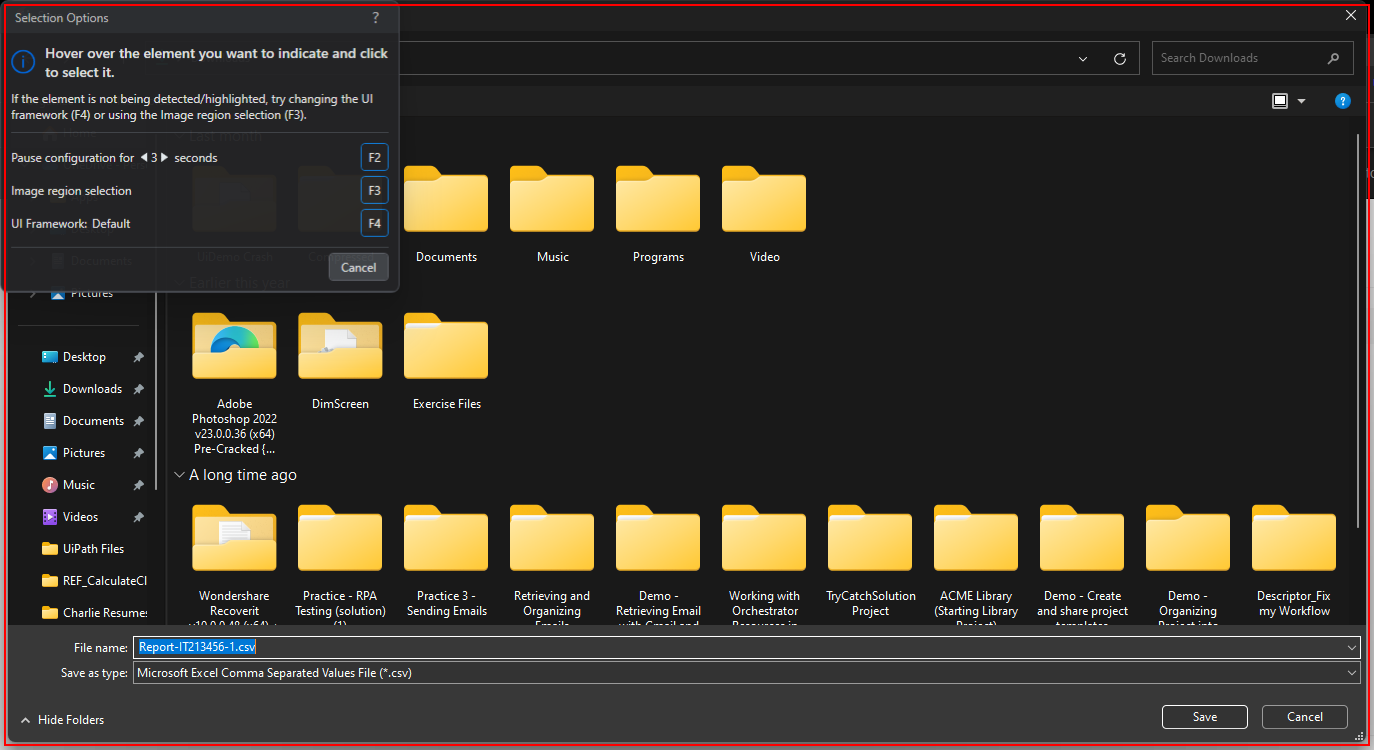 Selection Options
?
Hover over the element you want to indicate and click
to select it.
If the element is not being detected/highlighted, try changing the UI
framework (F4) or using the Image region selection (F3).
Pause configuration for 3 seconds
F2
Image region selection
F3
UI Framework: Default
F4
Cancel
Search Downloads
Last month
Documents
Music
Programs
Video
Earlier this year
Documents
Pictures
Desktop
Downloads
Documents
Pictures
Music
Videos
UiPath Files
REF_CalculateCl
Charlie Resumes
Adobe
Photoshop 2022
v23.0.0.36 (x64)
Pre-Cracked {...
DimScreen
Exercise Files
A long time ago
Wondershare
Recoverit
v10.0.0.48 (x64) +
Practice - RPA
Testing (solution)
(1)
Practice 3 -
Sending Emails
Retrieving and
Organizing
Emails
Demo -
Retrieving Email
with Gmail and
Working with
Orchestrator
Resources in
TryCatchSolution
Project
ACME Library
(Starting Library
Project)
Demo - Create
and share project
templates
Demo -
Organizing
Project into
Descriptor_Fix
my Workflow
File name:
Report-IT213456-1.csv
Save as type:
Microsoft Excel Comma Separated Values File (*.csv)
Hide Folders
Save
Cancel